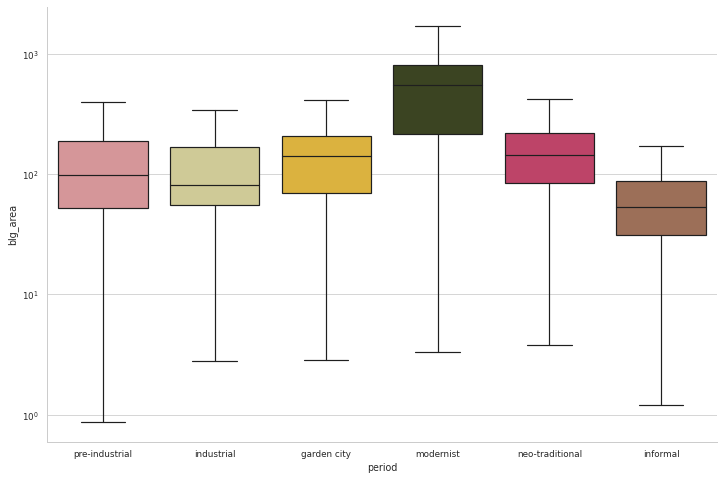 10³
10²
10¹
10⁰
blg_area
pre-industrial industrial garden city modernist neo-traditional informal
period